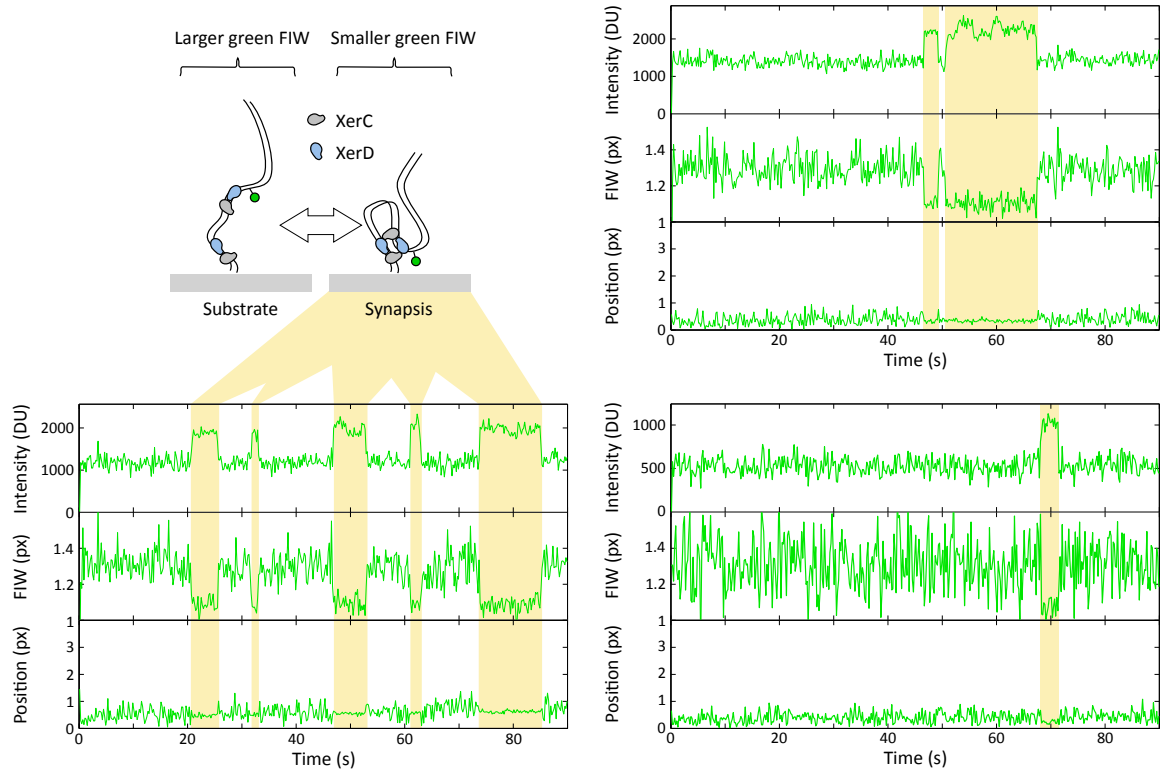 Larger green FIW
Smaller green FIW
XerC
XerD
Substrate
Synapsis
Intensity (DU)
2000
1000
0
FIW (px)
1.4
1.2
1
Position (px)
3
2
1
0
0
20
40
60
80
Time (s)
Intensity (DU)
2000
1000
0
FIW (px)
1.4
1.2
1
Position (px)
3
2
1
0
0
20
40
60
80
Time (s)
Intensity (DU)
1000
500
0
FIW (px)
1.4
1.2
1
Position (px)
3
2
1
0
0
20
40
60
80
Time (s)